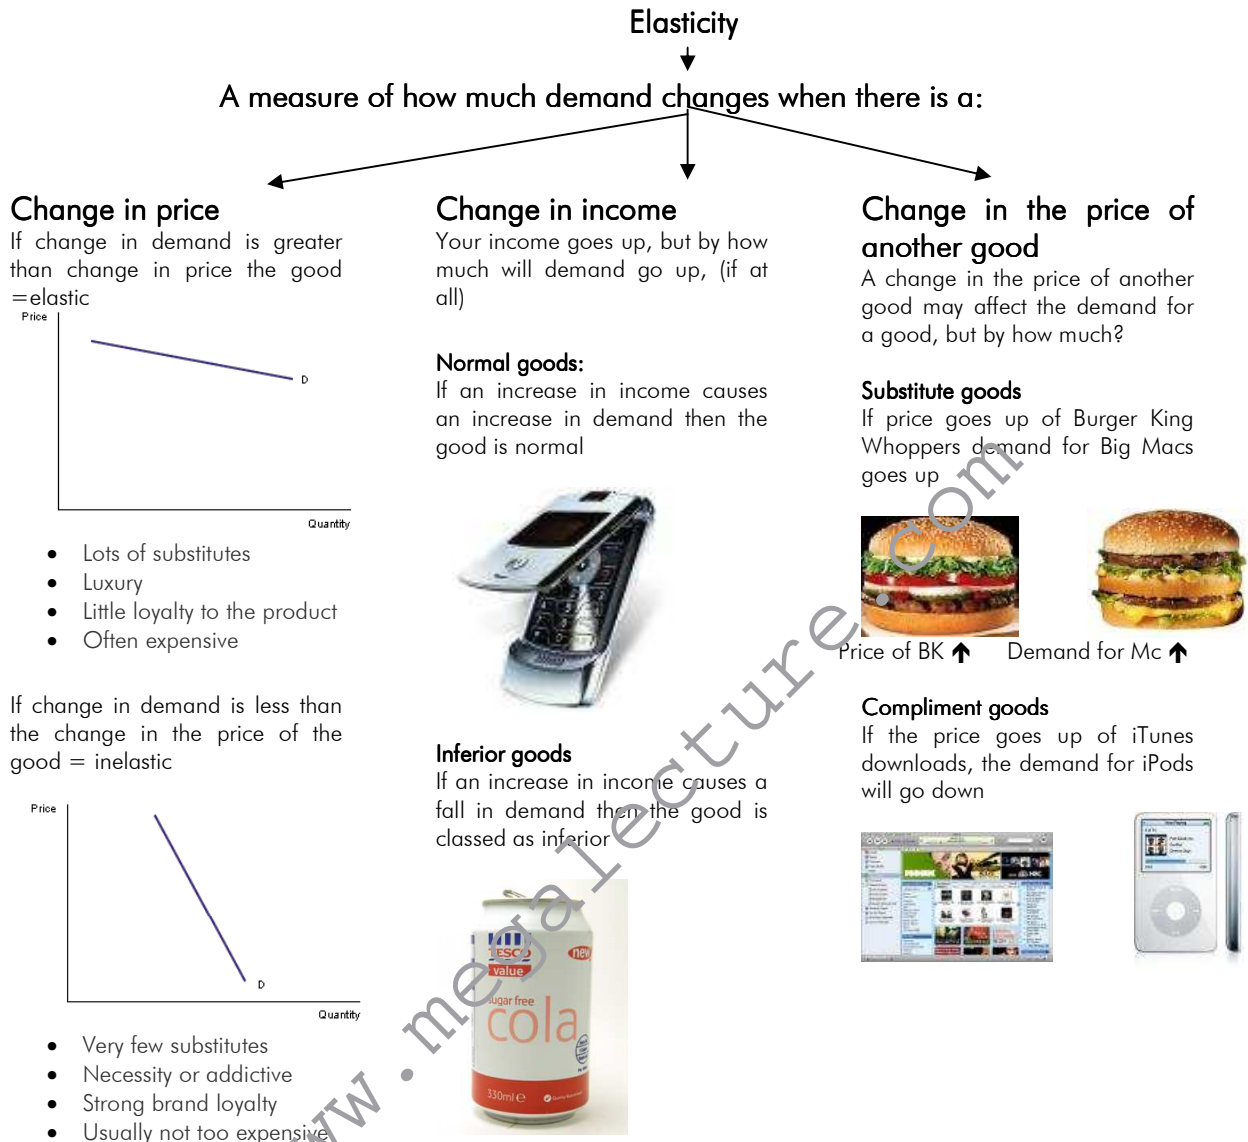 Elasticity
A measure of how much demand changes when there is a:
Change in price
If change in demand is greater
than change in price the good
=elastic
Price
D
Quantity
• Lots of substitutes
• Luxury
• Little loyalty to the product
• Often expensive
If change in demand is less than
the change in the price of the
good = inelastic
Price
D
Quantity
• Very few substitutes
• Necessity or addictive
• Strong brand loyalty
• Usually not too expensive
Change in income
Your income goes up, but by how
much will demand go up, (if at
all)
Normal goods:
If an increase in income causes
an increase in demand then the
good is normal
Inferior goods
If an increase in income causes a
fall in demand then the good is
classed as inferior
TESCO
value
new
sugar free
cola
330ml e
Change in the price of
another good
A change in the price of another
good may affect the demand for
a good, but by how much?
Substitute goods
If price goes up of Burger King
Whoppers demand for Big Macs
goes up
Price of BK ↑ Demand for Mc ↑
Compliment goods
If the price goes up of iTunes
downloads, the demand for iPods
will go down
NBC
www.megalecture.com